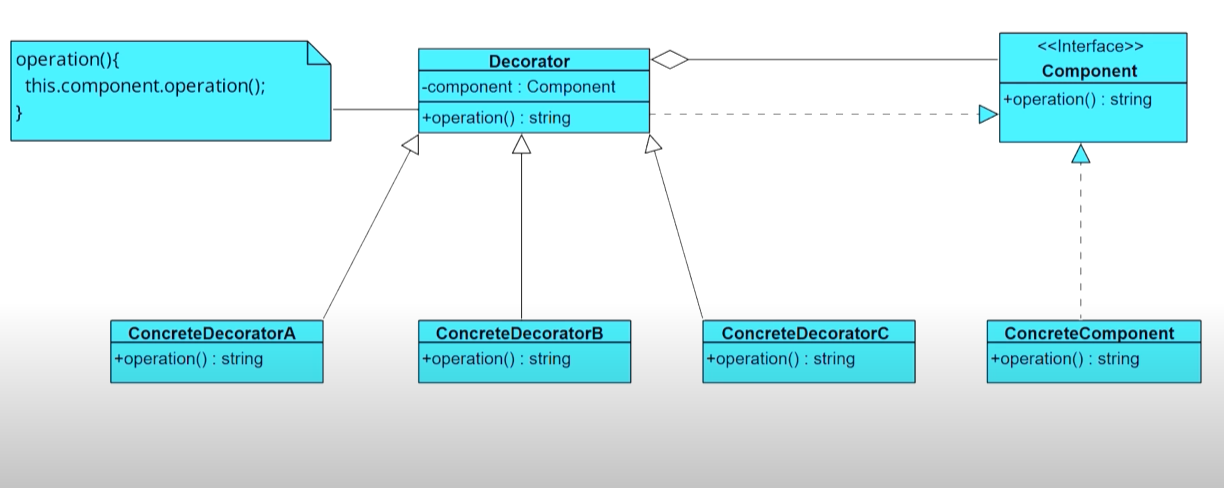 operation(){
this.component.operation();
}
Decorator
-component : Component
+operation() : string
<<Interface>>
Component
+operation() : string
ConcreteDecoratorA
+operation() : string
ConcreteDecoratorB
+operation() : string
ConcreteDecoratorC
+operation() : string
ConcreteComponent
+operation() : string